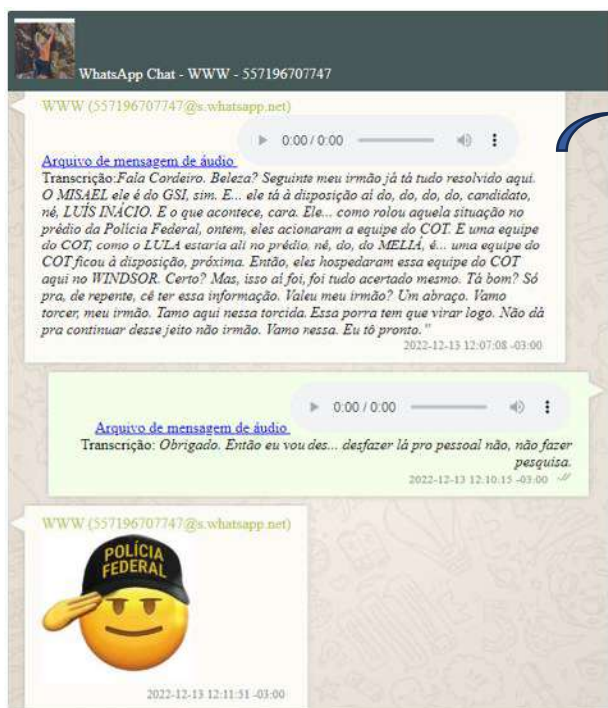 WhatsApp Chat - WWW - 557196707747
WWW (557196707747@s.whatsapp.net)
0:00 / 0:00
Arquivo de mensagem de áudio
Transcrição:Fala Cordeiro. Beleza? Seguinte meu irmão já tá tudo resolvido aqui.
O MISAEL ele é do GSI, sim. E... ele tá à disposição aí do, do, do, do, candidato,
né, LUÍS INÁCIO. E o que acontece, cara. Ele... como rolou aquela situação no
prédio da Polícia Federal, ontem, eles acionaram a equipe do COT. E uma equipe
do COT, como o LULA estaria ali no prédio, né, do, do MELIÁ, é... uma equipe do
COT ficou à disposição, próxima. Então, eles hospedaram essa equipe do COT
aqui no WINDSOR. Certo? Mas, isso aí foi, foi tudo acertado mesmo. Tá bom? Só
pra, de repente, cê ter essa informação. Valeu meu irmão? Um abraço. Vamo
torcer, meu irmão. Tamo aqui nessa torcida. Essa porra tem que virar logo. Não dá
pra continuar desse jeito não irmão. Vamo nessa. Eu tô pronto."
2022-12-13 12:07:08 -03:00
0:00 / 0:00
Arquivo de mensagem de áudio
Transcrição: Obrigado. Então eu vou des... desfazer lá pro pessoal não, não fazer
pesquisa.
2022-12-13 12:10:15 -03:00
WWW (557196707747@s.whatsapp.net)
POLÍCIA
FEDERAL
2022-12-13 12:11:51 -03:00